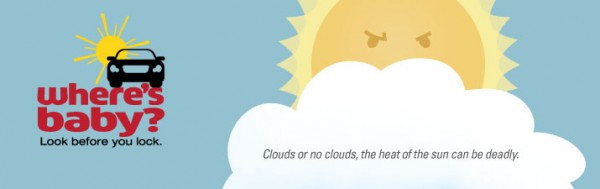 where's
baby?
Look before you lock.
Clouds or no clouds, the heat of the sun can be deadly.